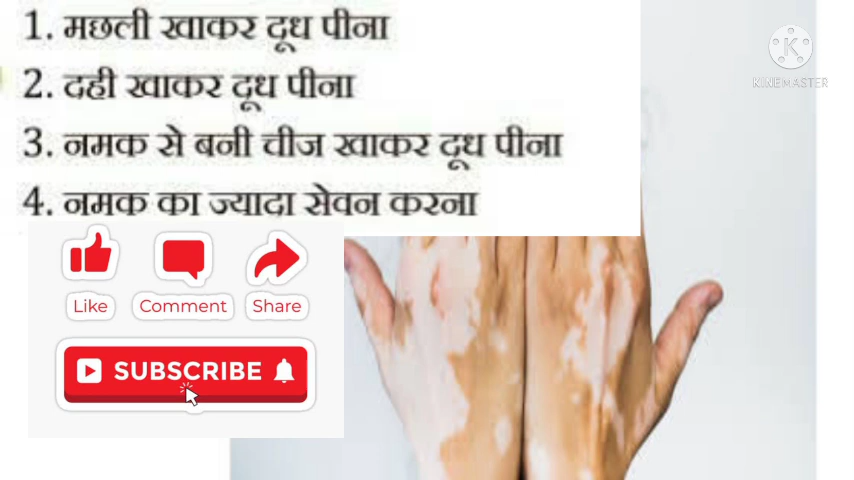 1. मछली खाकर दूध पीना
2. दही खाकर दूध पीना
3. नमक से बनी चीज खाकर दूध पीना
4. नमक का ज्यादा सेवन करना
K
KINEMASTER
Like Comment Share
SUBSCRIBE